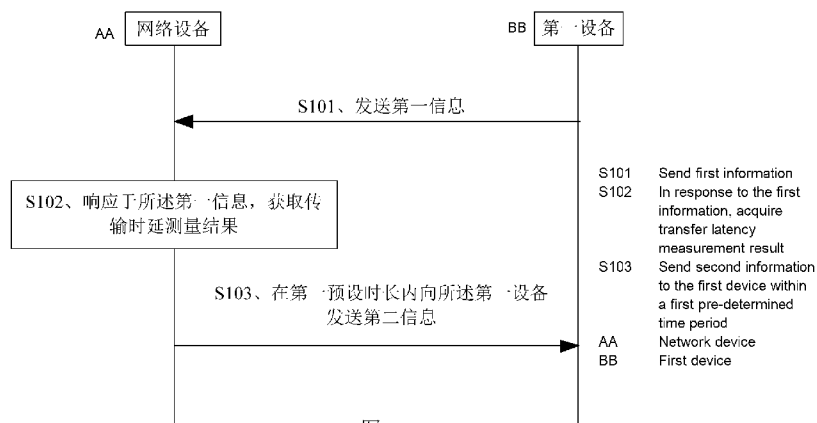 AA 网络设备
BB 第一设备
S101、发送第一信息
S102、响应于所述第一信息，获取传
输时延测量结果
S103、在第一预设时长内向所述第一设备
发送第二信息
S101 Send first information
S102 In response to the first
information, acquire
transfer latency
measurement result
S103 Send second information
to the first device within
a first pre-determined
time period
AA Network device
BB First device